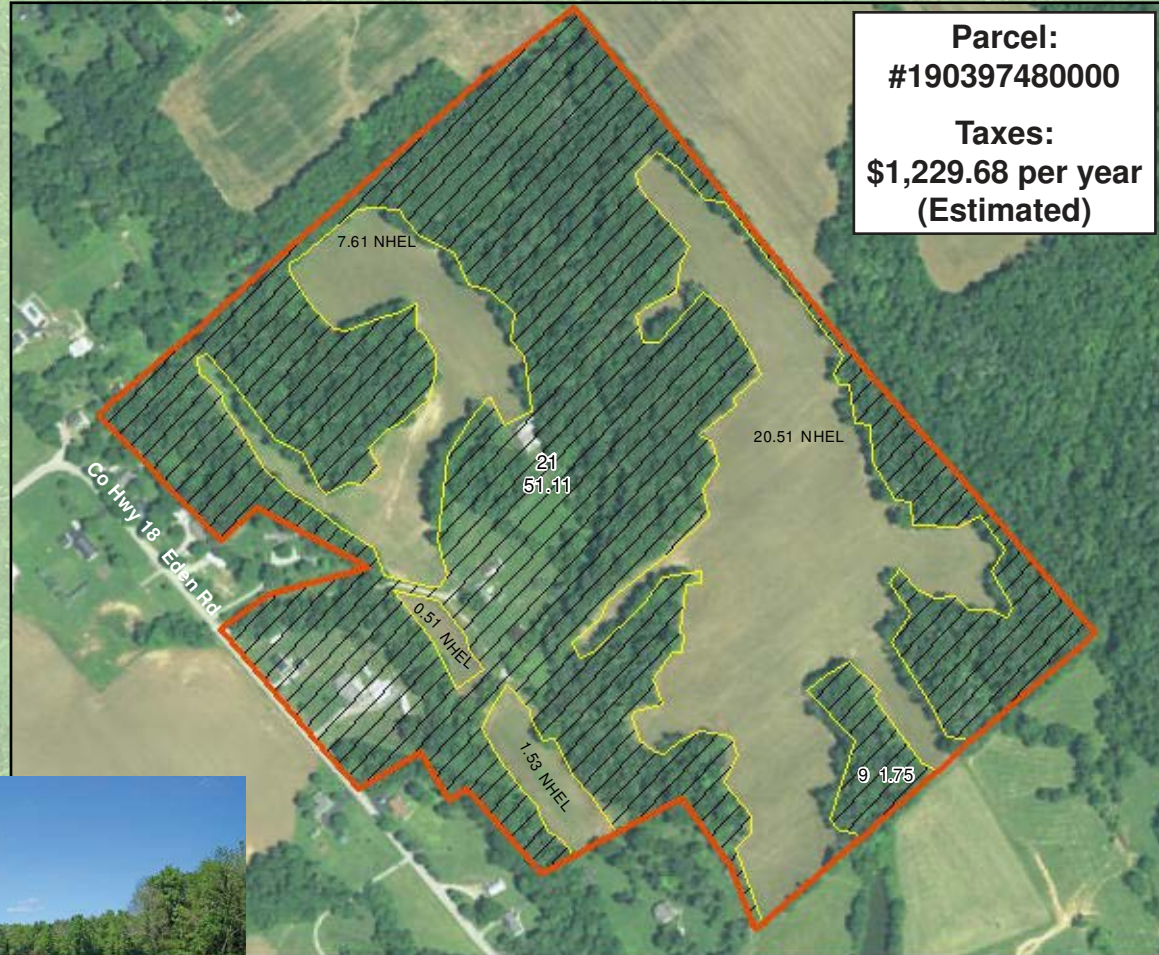 Parcel:
#190397480000
Taxes:
$1,229.68 per year
(Estimated)
7.61 NHEL
20.51 NHEL
21
51.11
Co Hwy 18 Eden Rd
0.51 NHEL
1.53 NHEL
9 1.75